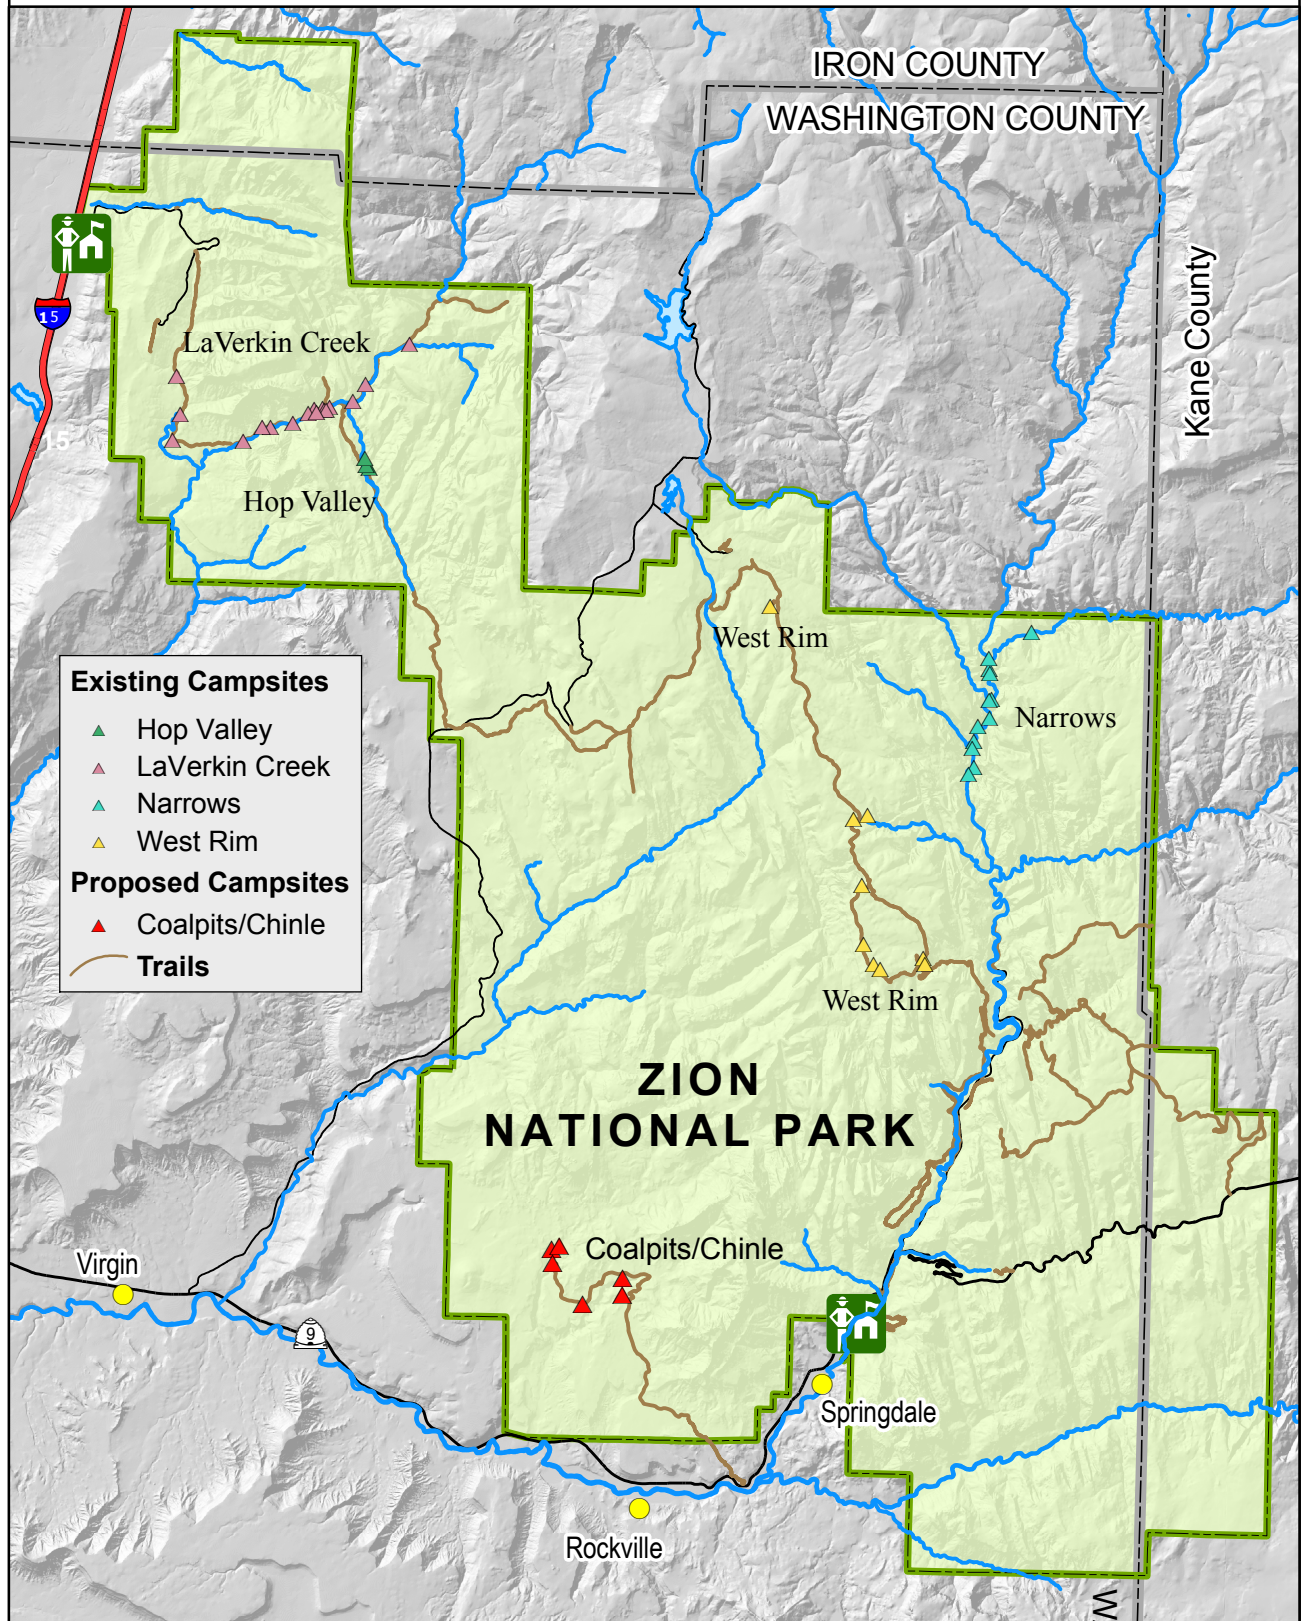 IRON COUNTY
WASHINGTON COUNTY
Kane County
15
15
LaVerkin Creek
Hop Valley
West Rim
Narrows
Existing Campsites
Hop Valley
LaVerkin Creek
Narrows
West Rim
Proposed Campsites
Coalpits/Chinle
Trails
West Rim
ZION
NATIONAL PARK
Coalpits/Chinle
Virgin
9
Springdale
Rockville
W